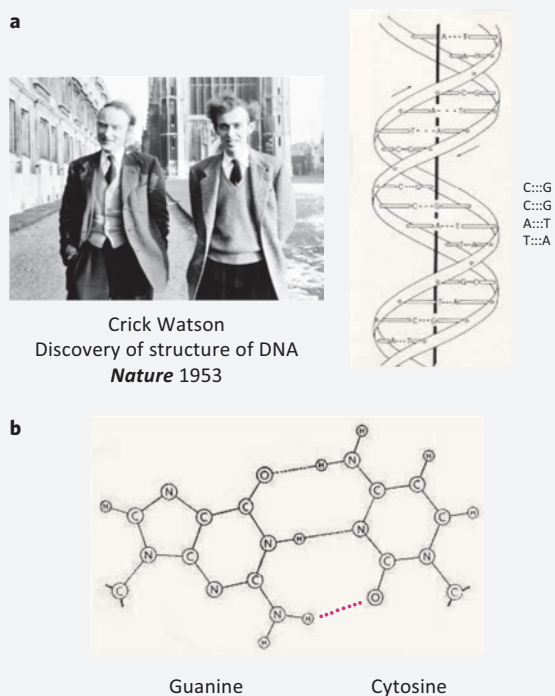 a
A---T
C G
A T
T A
C---G
A---T
T A
G C
T---A
C---G
A T
C:::G
C:::G
A:::T
T:::A
Crick Watson
Discovery of structure of DNA
Nature 1953
b
H
H
O H N
N C C
H C C C C H
N H N
N C C N
N C
C O C
N H
H
Guanine Cytosine